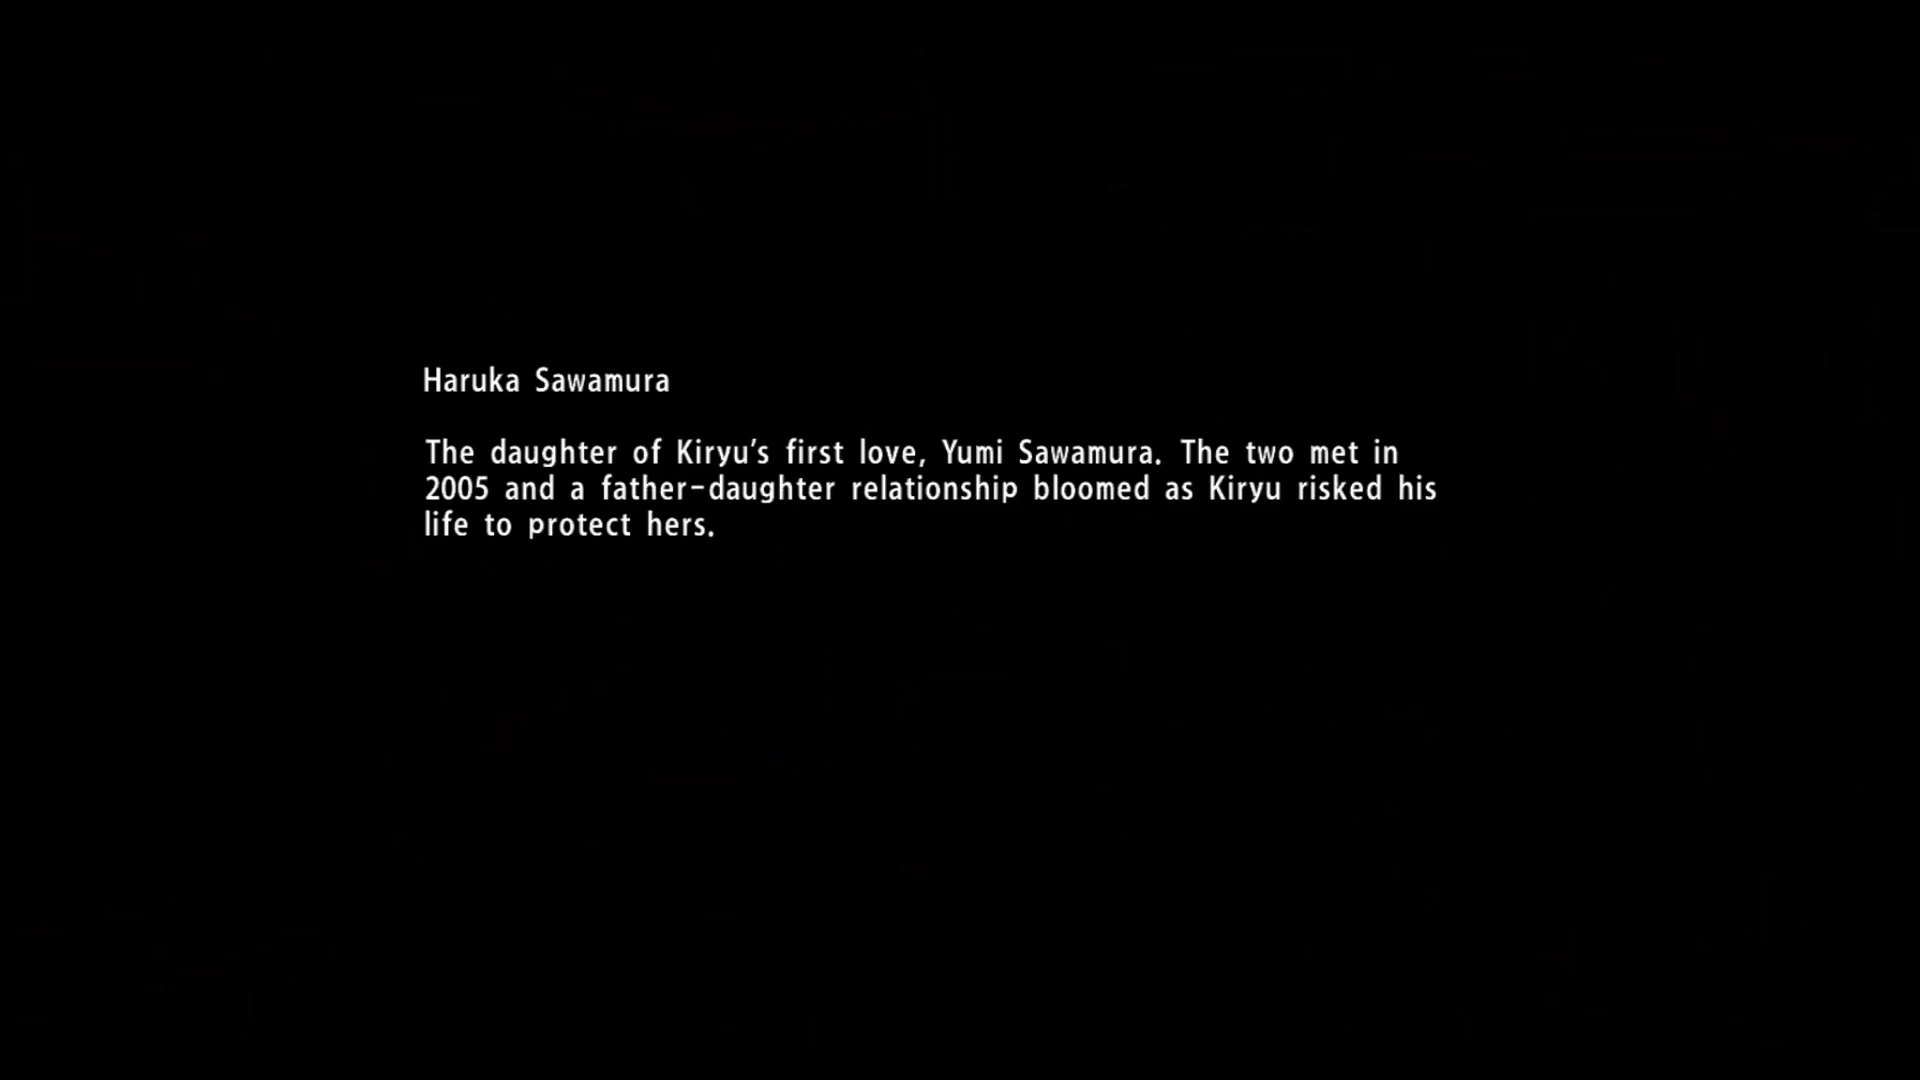 Haruka Sawamura
The daughter of Kiryu's first love, Yumi Sawamura. The two met in
2005 and a father-daughter relationship bloomed as Kiryu risked his
life to protect hers.